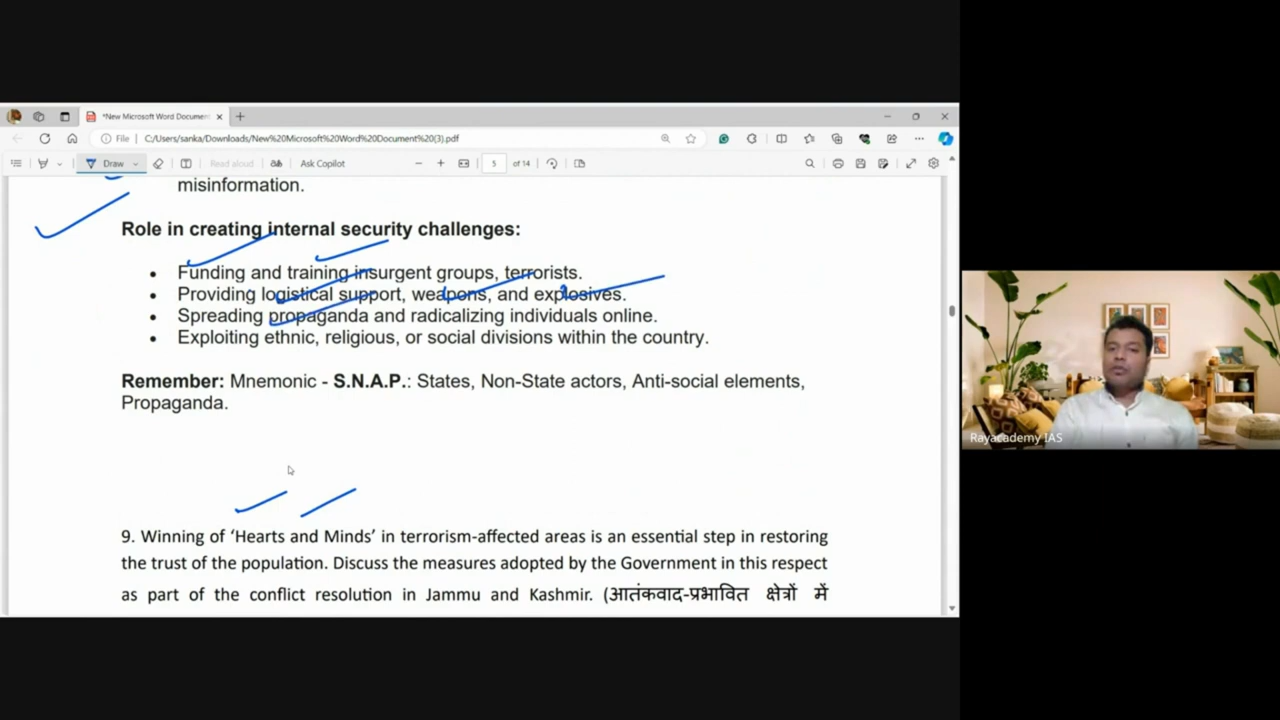 *New Microsoft Word Document
File
C:/Users/sanka/Downloads/New%20Microsoft%20Word%20Document%20(3).pdf
Draw
Read aloud
Ask Copilot
5
of 14
misinformation.
Role in creating internal security challenges:
• Funding and training insurgent groups, terrorists.
• Providing logistical support, weapons, and explosives.
• Spreading propaganda and radicalizing individuals online.
• Exploiting ethnic, religious, or social divisions within the country.
Remember: Mnemonic - S.N.A.P.: States, Non-State actors, Anti-social elements,
Propaganda.
Rayacademy IAS
9. Winning of ‘Hearts and Minds’ in terrorism-affected areas is an essential step in restoring
the trust of the population. Discuss the measures adopted by the Government in this respect
as part of the conflict resolution in Jammu and Kashmir. (आतंकवाद-प्रभावित क्षेत्रों में